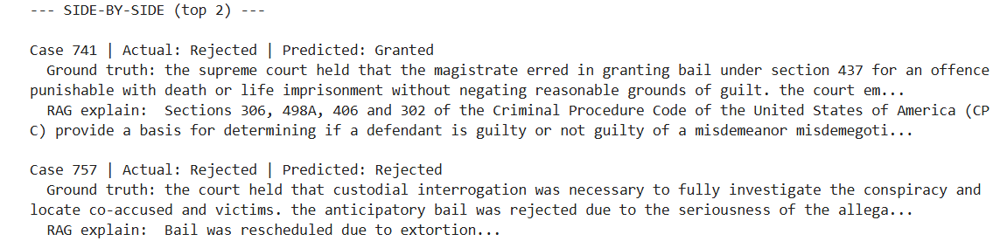 --- SIDE-BY-SIDE (top 2) ---
Case 741 | Actual: Rejected | Predicted: Granted
Ground truth: the supreme court held that the magistrate erred in granting bail under section 437 for an offence
punishable with death or life imprisonment without negating reasonable grounds of guilt. the court em...
RAG explain:  Sections 306, 498A, 406 and 302 of the Criminal Procedure Code of the United States of America (CP
C) provide a basis for determining if a defendant is guilty or not guilty of a misdemeanor misdemegoti...
Case 757 | Actual: Rejected | Predicted: Rejected
Ground truth: the court held that custodial interrogation was necessary to fully investigate the conspiracy and
locate co-accused and victims. the anticipatory bail was rejected due to the seriousness of the allega...
RAG explain:  Bail was rescheduled due to extortion...